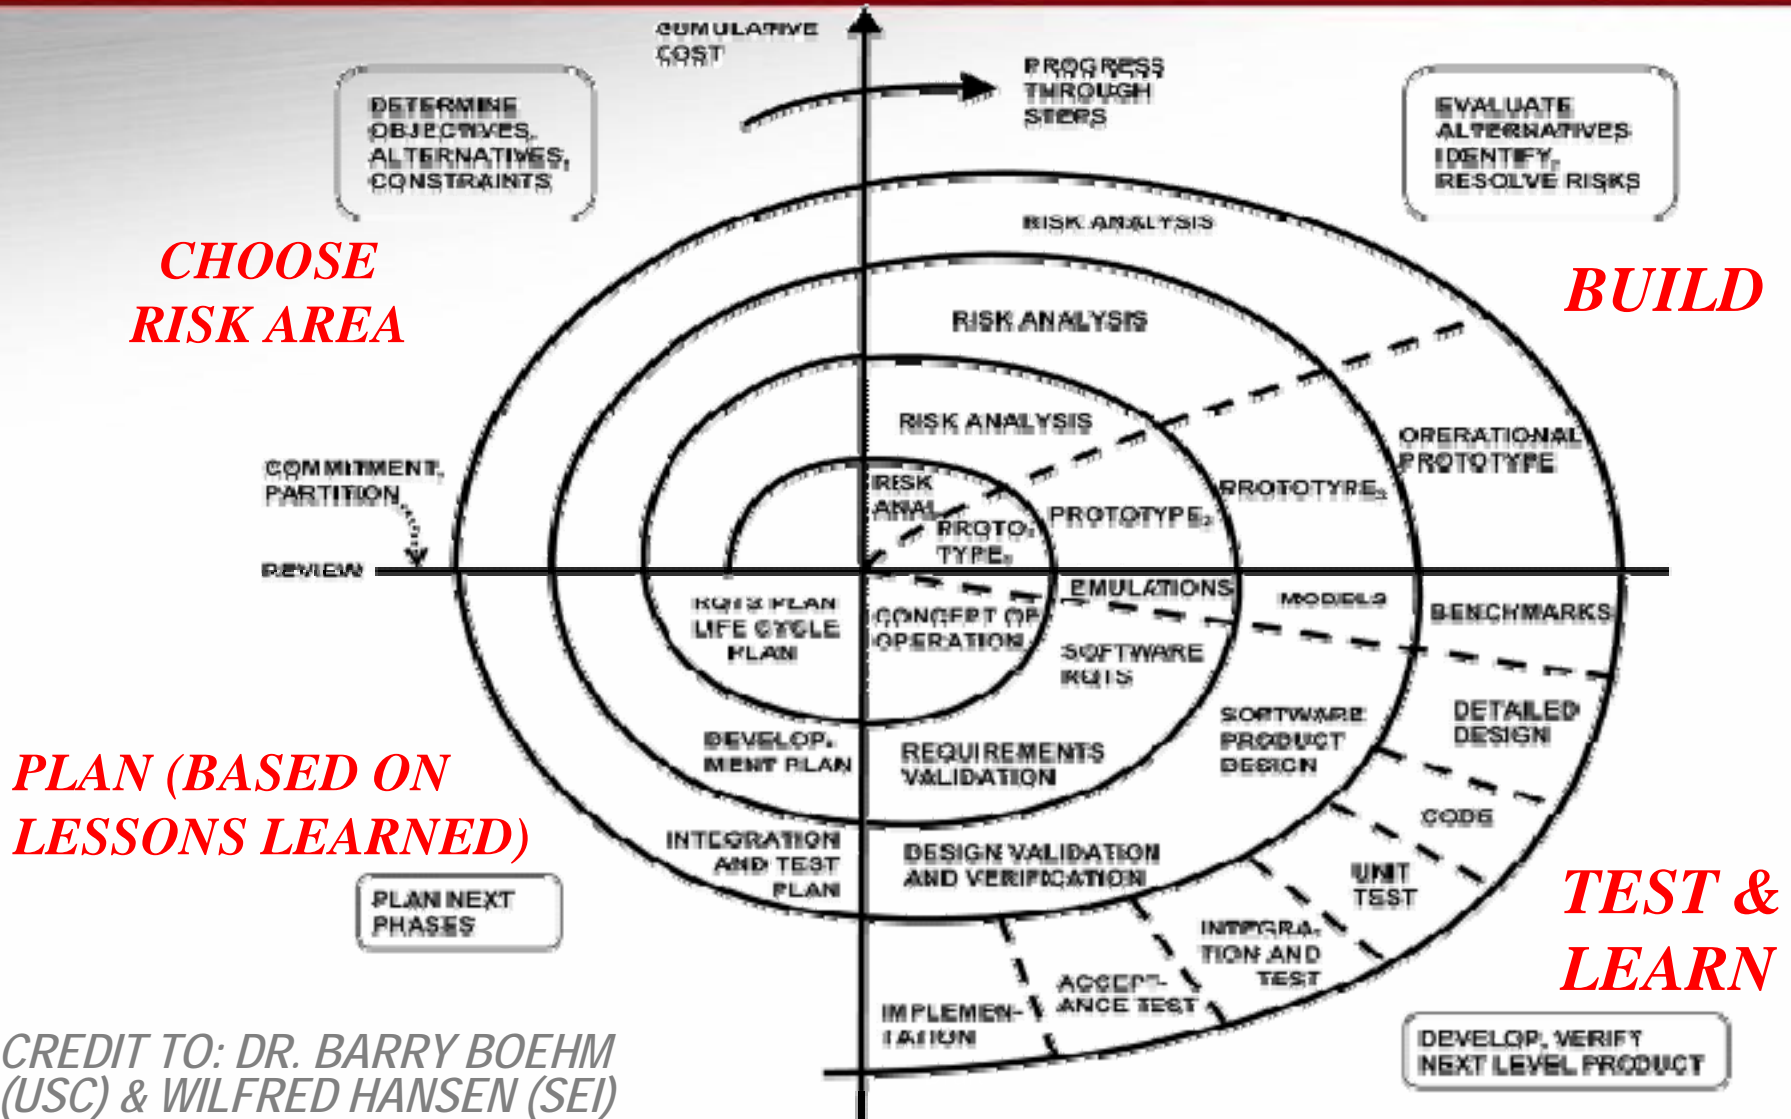 CUMULATIVE
COST
PROGRESS
THROUGH
STEPS
DETERMINE
OBJECTIVES,
ALTERNATIVES,
CONSTRAINTS
EVALUATE
ALTERNATIVES
IDENTIFY,
RESOLVE RISKS
CHOOSE
RISK AREA
BUILD
RISK ANALYSIS
RISK ANALYSIS
RISK ANALYSIS
RISK
ANAL.
PROTO-
TYPE
PROTOTYPE₂
PROTOTYPE₃
OPERATIONAL
PROTOTYPE
COMMITMENT,
PARTITION
REVIEW
EMULATIONS
MODELS
BENCHMARKS
RQTS PLAN
LIFE CYCLE
PLAN
CONCEPT OF
OPERATION
SOFTWARE
RQTS
SOFTWARE
PRODUCT
DESIGN
DETAILED
DESIGN
DEVELOP-
MENT PLAN
REQUIREMENTS
VALIDATION
CODE
INTEGRATION
AND TEST
PLAN
DESIGN VALIDATION
AND VERIFICATION
UNIT
TEST
INTEGRA-
TION AND
TEST
ACCEPT-
ANCE TEST
IMPLEMEN-
TATION
PLAN (BASED ON
LESSONS LEARNED)
PLAN NEXT
PHASES
TEST &
LEARN
DEVELOP, VERIFY
NEXT LEVEL PRODUCT
CREDIT TO: DR. BARRY BOEHM
(USC) & WILFRED HANSEN (SEI)